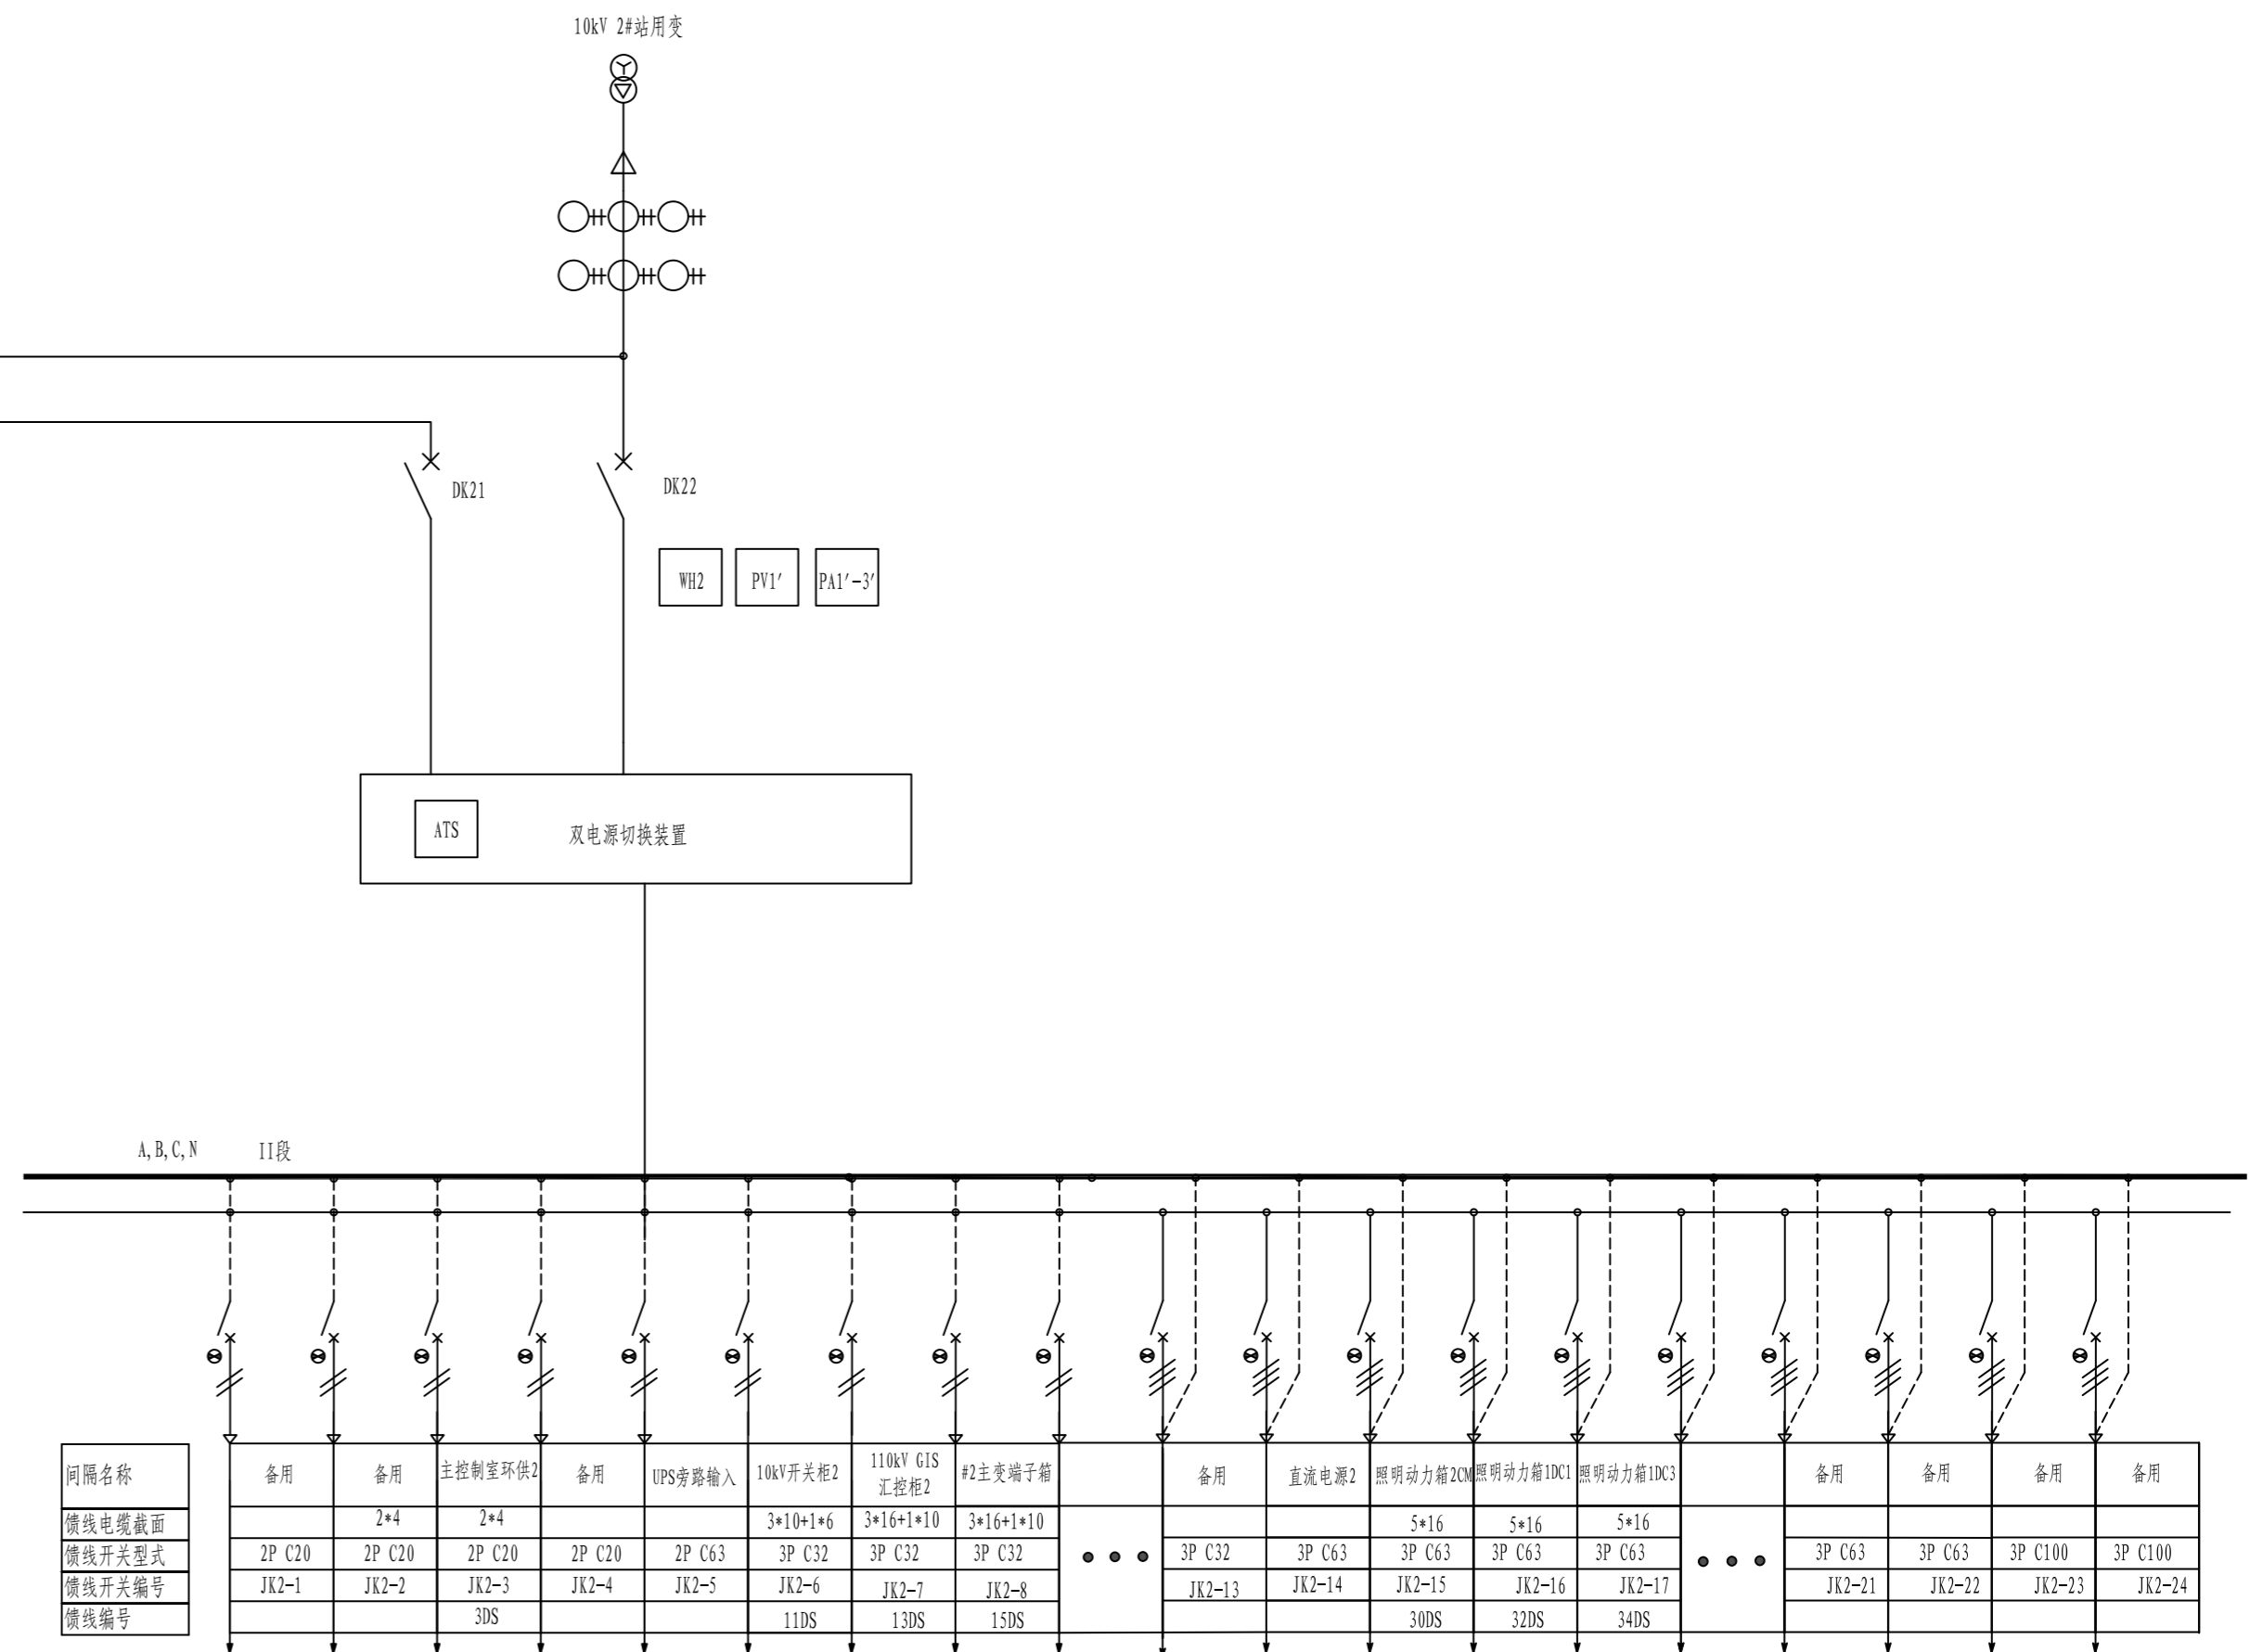 10kV 2#站用变
DK21
DK22
WH2
PV1′
PA1′-3′
ATS
双电源切换装置
A,B,C,N
II段
间隔名称
备用
备用
主控制室环供2
备用
UPS旁路输入
10kV开关柜2
110kV GIS
汇控柜2
#2主变端子箱
备用
直流电源2
照明动力箱2CM
照明动力箱1DC1
照明动力箱1DC3
备用
备用
备用
备用
馈线电缆截面
2*4
2*4
3*10+1*6
3*16+1*10
3*16+1*10
5*16
5*16
5*16
馈线开关型式
2P C20
2P C20
2P C20
2P C20
2P C63
3P C32
3P C32
3P C32
3P C32
3P C63
3P C63
3P C63
3P C63
3P C63
3P C63
3P C100
3P C100
馈线开关编号
JK2-1
JK2-2
JK2-3
JK2-4
JK2-5
JK2-6
JK2-7
JK2-8
JK2-13
JK2-14
JK2-15
JK2-16
JK2-17
JK2-21
JK2-22
JK2-23
JK2-24
馈线编号
3DS
11DS
13DS
15DS
30DS
32DS
34DS